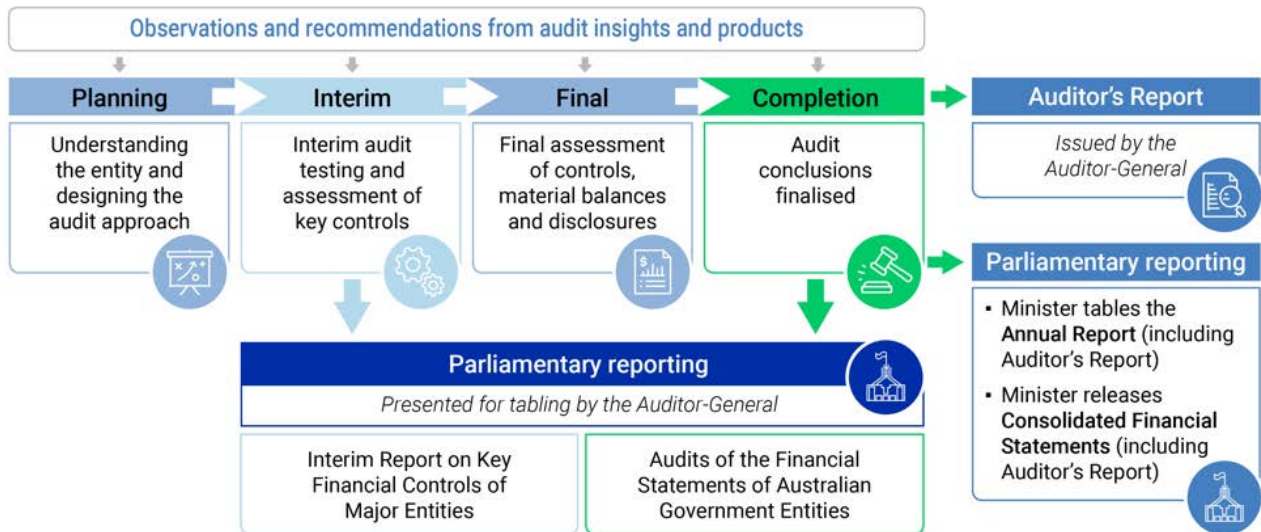 Observations and recommendations from audit insights and products
Planning
Interim
Final
Completion
Auditor's Report
Understanding
the entity and
designing the
audit approach
Interim audit
testing and
assessment of
key controls
Final assessment
of controls,
material balances
and disclosures
Audit
conclusions
finalised
Issued by the
Auditor-General
Parliamentary reporting
▪ Minister tables the
Annual Report (including
Auditor's Report)
▪ Minister releases
Consolidated Financial
Statements (including
Auditor's Report)
Parliamentary reporting
Presented for tabling by the Auditor-General
Interim Report on Key
Financial Controls of
Major Entities
Audits of the Financial
Statements of Australian
Government Entities